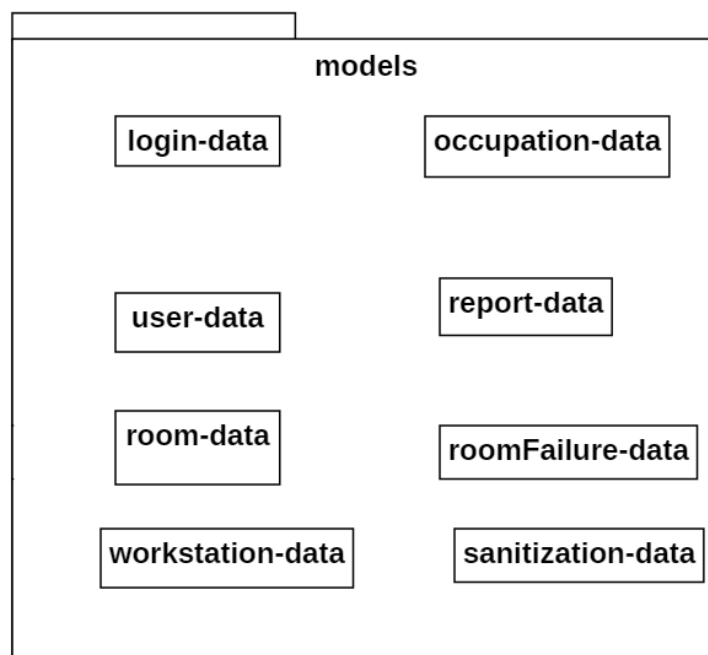 models
login-data
occupation-data
user-data
report-data
room-data
roomFailure-data
workstation-data
sanitization-data